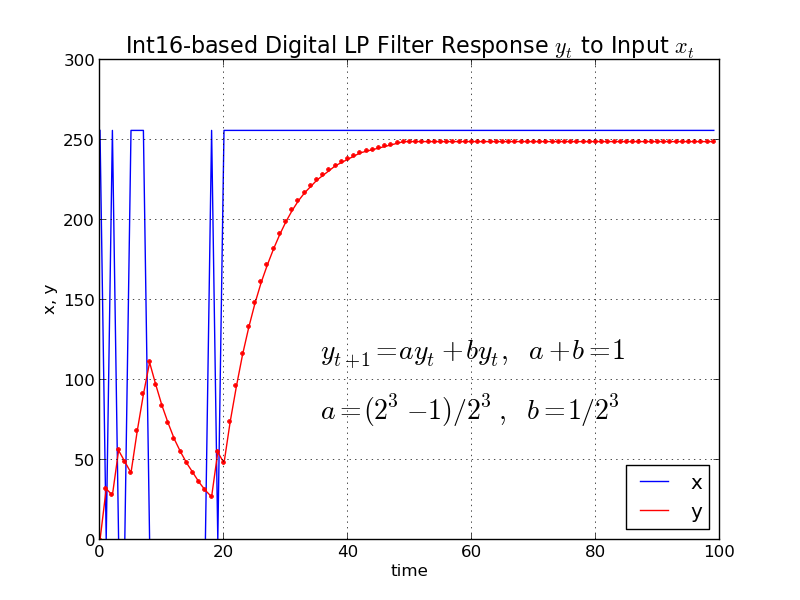 Int16-based Digital LP Filter Response y_t to Input x_t
300
250
200
150
100
50
0
x, y
y_{t+1}=ay_t+by_t, a+b=1
a=(2^3−1)/2^3 , b=1/2^3
x
y
0 20 40 60 80 100
time